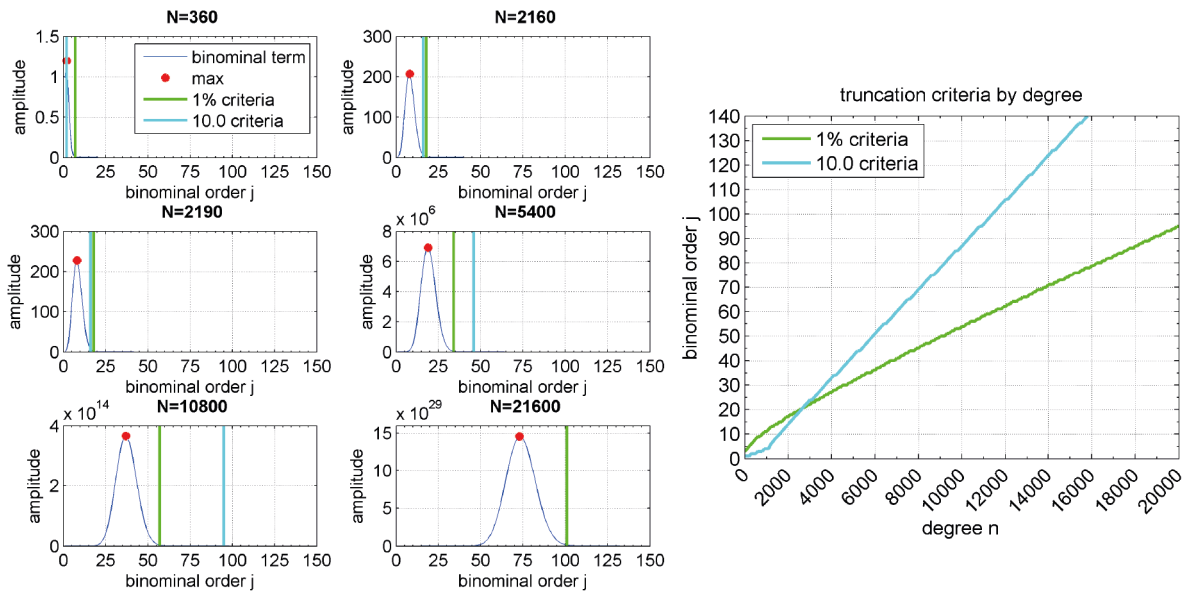 N=360
amplitude
1.5
1
0.5
0
0 25 50 75 100 125 150
binominal order j
binominal term
max
1% criteria
10.0 criteria
N=2160
amplitude
300
200
100
0
0 25 50 75 100 125 150
binominal order j
N=2190
amplitude
300
200
100
0
0 25 50 75 100 125 150
binominal order j
N=5400
x 10^6
amplitude
8
6
4
2
0
0 25 50 75 100 125 150
binominal order j
N=10800
x 10^14
amplitude
4
2
0
0 25 50 75 100 125 150
binominal order j
N=21600
x 10^29
amplitude
15
10
5
0
0 25 50 75 100 125 150
binominal order j
truncation criteria by degree
1% criteria
10.0 criteria
binominal order j
140
130
120
110
100
90
80
70
60
50
40
30
20
10
0
0 2000 4000 6000 8000 10000 12000 14000 16000 18000 20000
degree n